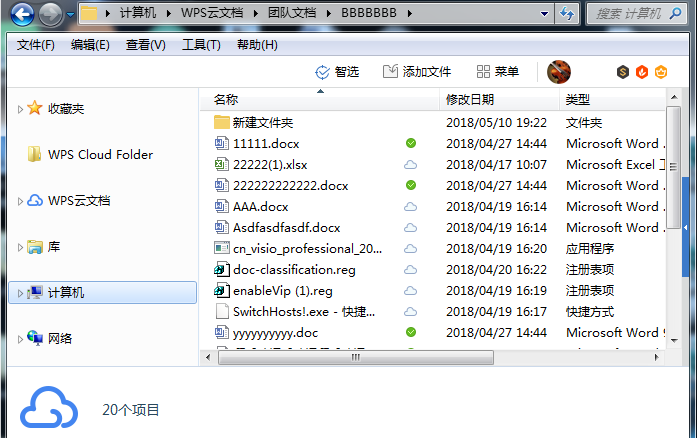 计算机 WPS云文档 团队文档 BBBBBBB 搜索 计算机
文件(F) 编辑(E) 查看(V) 工具(T) 帮助(H)
智选 添加文件 菜单
收藏夹
WPS Cloud Folder
WPS云文档
库
计算机
网络
名称 修改日期 类型
新建文件夹 2018/05/10 19:22 文件夹
11111.docx 2018/04/27 14:44 Microsoft Word .
22222(1).xlsx 2018/04/17 10:07 Microsoft Excel
222222222222.docx 2018/04/27 14:44 Microsoft Word .
AAA.docx 2018/04/19 16:14 Microsoft Word .
Asdfasdfasdf.docx 2018/04/19 16:14 Microsoft Word .
cn_visio_professional_20... 2018/04/19 16:20 应用程序
doc-classification.reg 2018/04/20 16:22 注册表项
enableVip (1).reg 2018/04/19 16:19 注册表项
SwitchHosts!.exe - 快捷... 2018/04/19 16:17 快捷方式
yyyyyyyyyy.doc 2018/04/27 14:44 Microsoft Word 9
20个项目